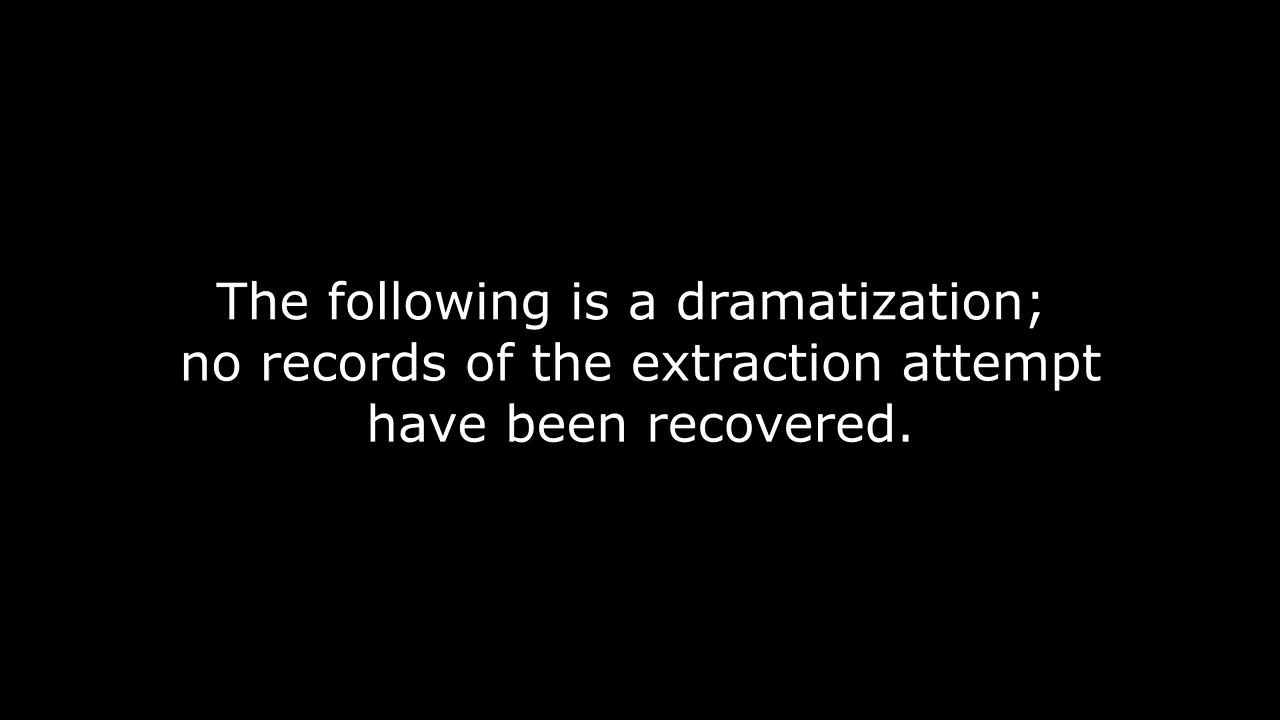 The following is a dramatization;
no records of the extraction attempt
have been recovered.